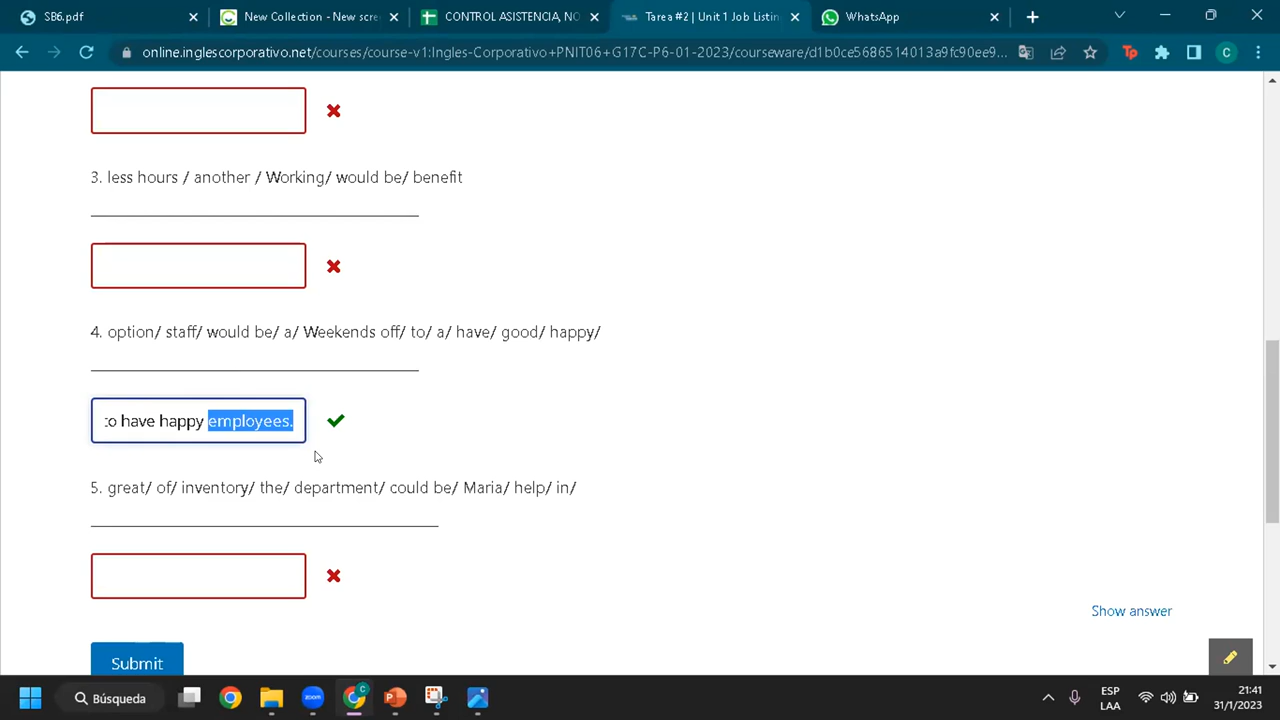 SB6.pdf
New Collection - New scre
CONTROL ASISTENCIA, NO
Tarea #2 | Unit 1 Job Listin
WhatsApp
online.inglescorporativo.net/courses/course-v1:Ingles-Corporativo+PNIT06+G17C-P6-01-2023/courseware/d1b0ce5686514013a9fc90ee9...
C
3. less hours / another / Working/ would be/ benefit
4. option/ staff/ would be/ a/ Weekends off/ to/ a/ have/ good/ happy/
to have happy employees.
5. great/ of/ inventory/ the/ department/ could be/ Maria/ help/ in/
Show answer
Submit
Búsqueda
zoom
ESP
LAA
21:41
31/1/2023